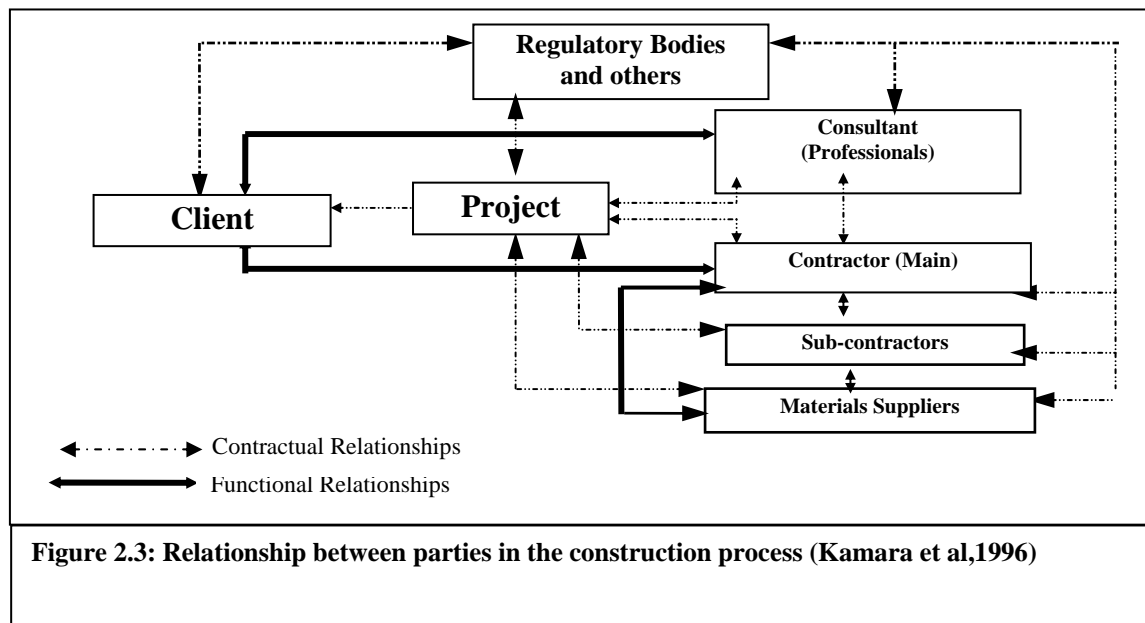 Regulatory Bodies
and others
Consultant
(Professionals)
Client
Project
Contractor (Main)
Sub-contractors
Materials Suppliers
Contractual Relationships
Functional Relationships
Figure 2.3: Relationship between parties in the construction process (Kamara et al,1996)